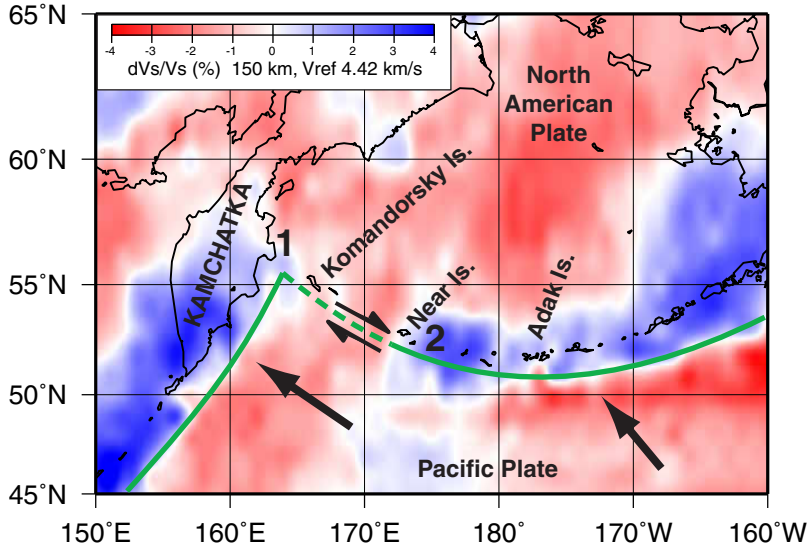 65˚N
-4 -3 -2 -1 0 1 2 3 4
dVs/Vs (%) 150 km, Vref 4.42 km/s
North
American
Plate
60˚N
Komandorsky Is.
KAMCHATKA
1
55˚N
Near Is.
Adak Is.
2
50˚N
Pacific Plate
45˚N
150˚E 160˚E 170˚E 180˚ 170˚W 160˚W